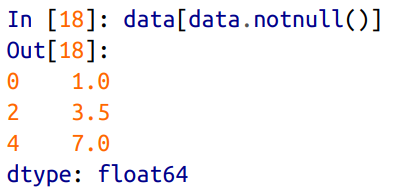 In [18]: data[data.notnull()]
Out[18]:
0    1.0
2    3.5
4    7.0
dtype: float64